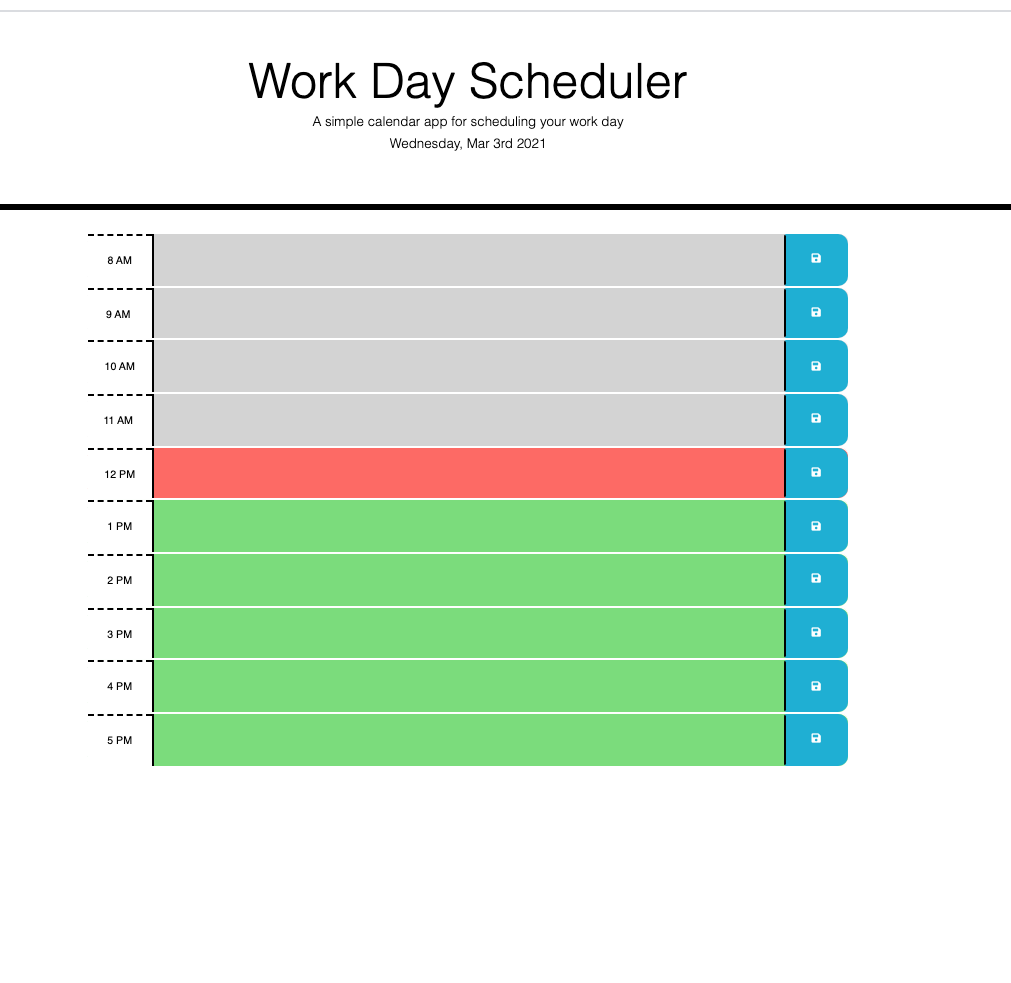 Work Day Scheduler
A simple calendar app for scheduling your work day
Wednesday, Mar 3rd 2021
8 AM
9 AM
10 AM
11 AM
12 PM
1 PM
2 PM
3 PM
4 PM
5 PM